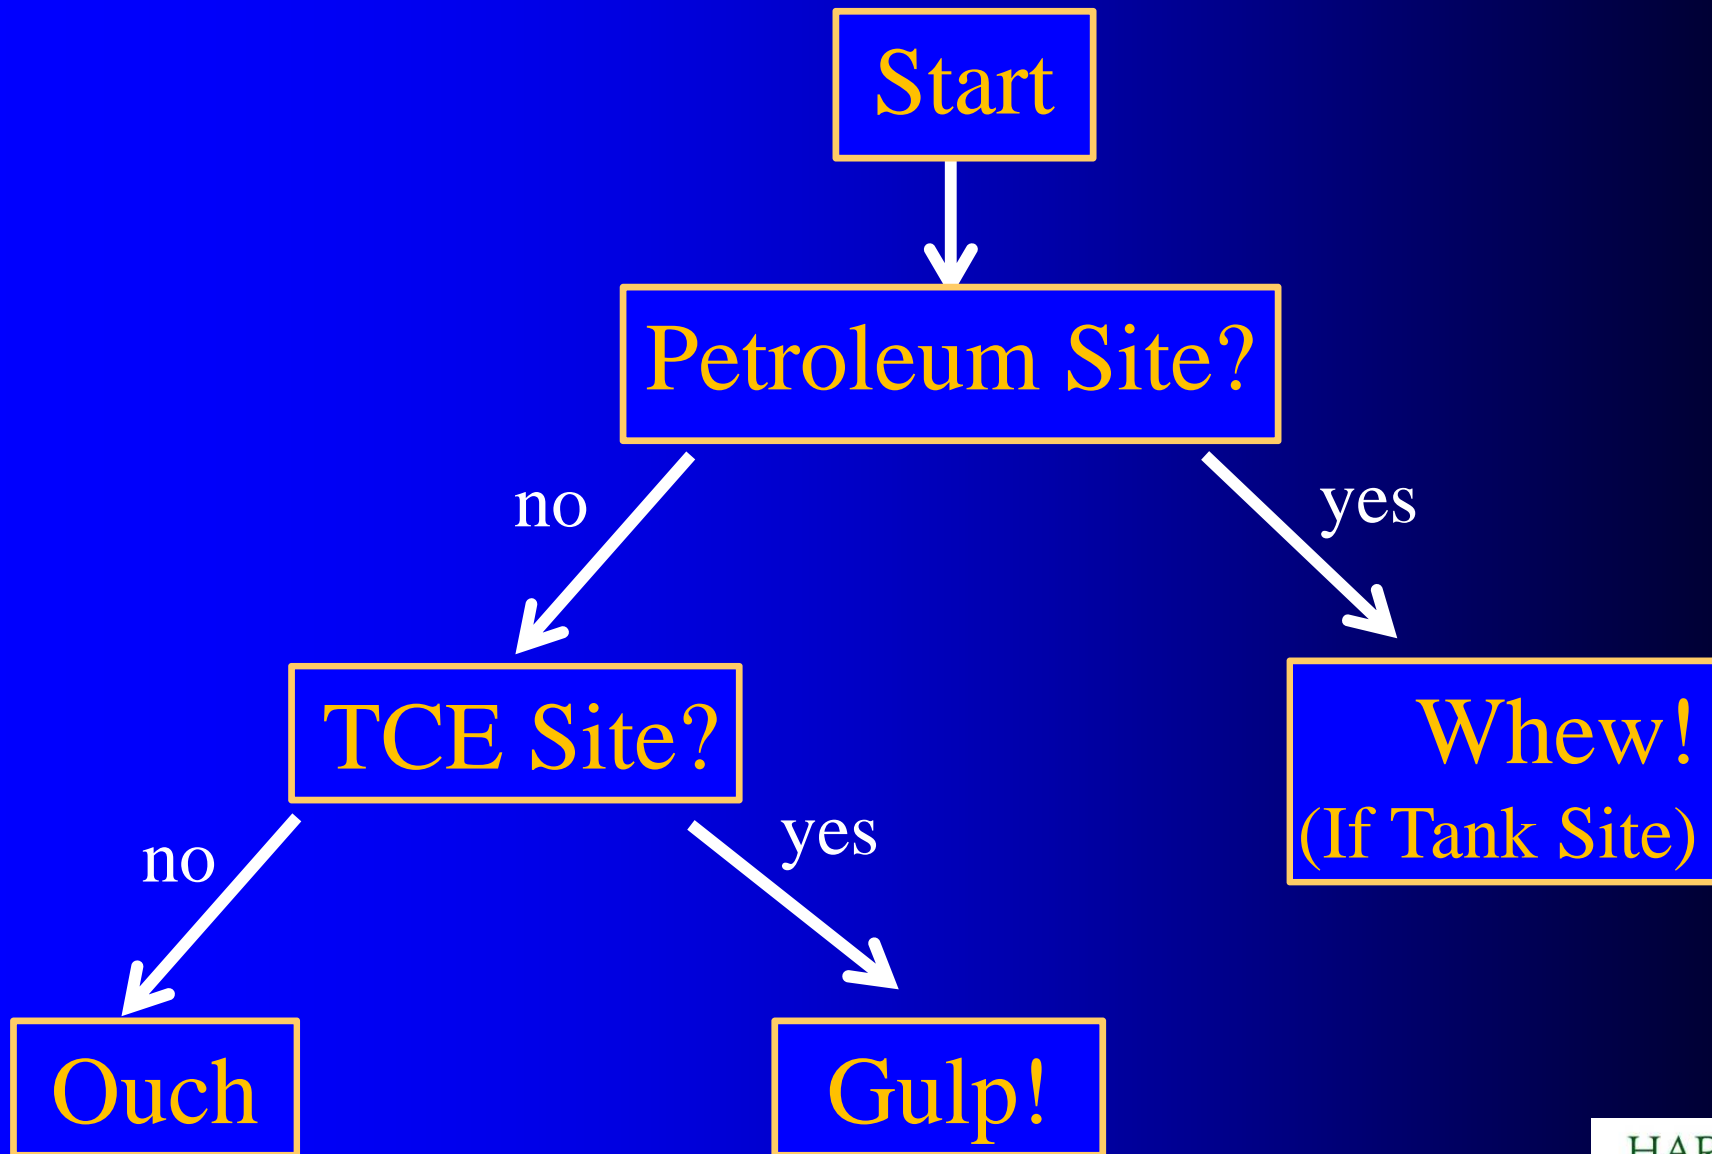 Start
Petroleum Site?
no
yes
TCE Site?
Whew!
(If Tank Site)
no
yes
Ouch
Gulp!